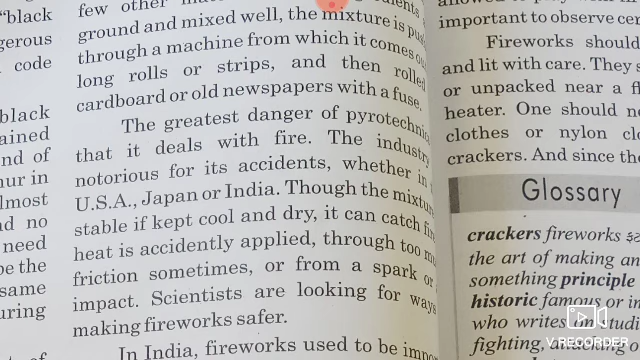 "black
gerous
code
black
ained
nd of
nur in
lmost
nd no
need
be the
same
uring
few other
ground and mixed well, the mixture is
through a machine from which it comes
long rolls or strips, and then rolled
cardboard or old newspapers with a fuse.
The greatest danger of
that it deals with fire. The industry
notorious for its accidents, whether in
U.S.A., Japan or India. Though the
stable if kept cool and dry, it can catch
heat is accidentally applied, through too
friction sometimes, or from a spark or
impact. Scientists are looking for ways
making fireworks safer.
In India, fireworks used to be
important to observe
Fireworks should
and lit with care. They
or unpacked near a
heater. One should
clothes or nylon
crackers. And since
Glossary
crackers fireworks
the art of making
something principle
historic famous or
who writes on
fighting,
V RECORDER